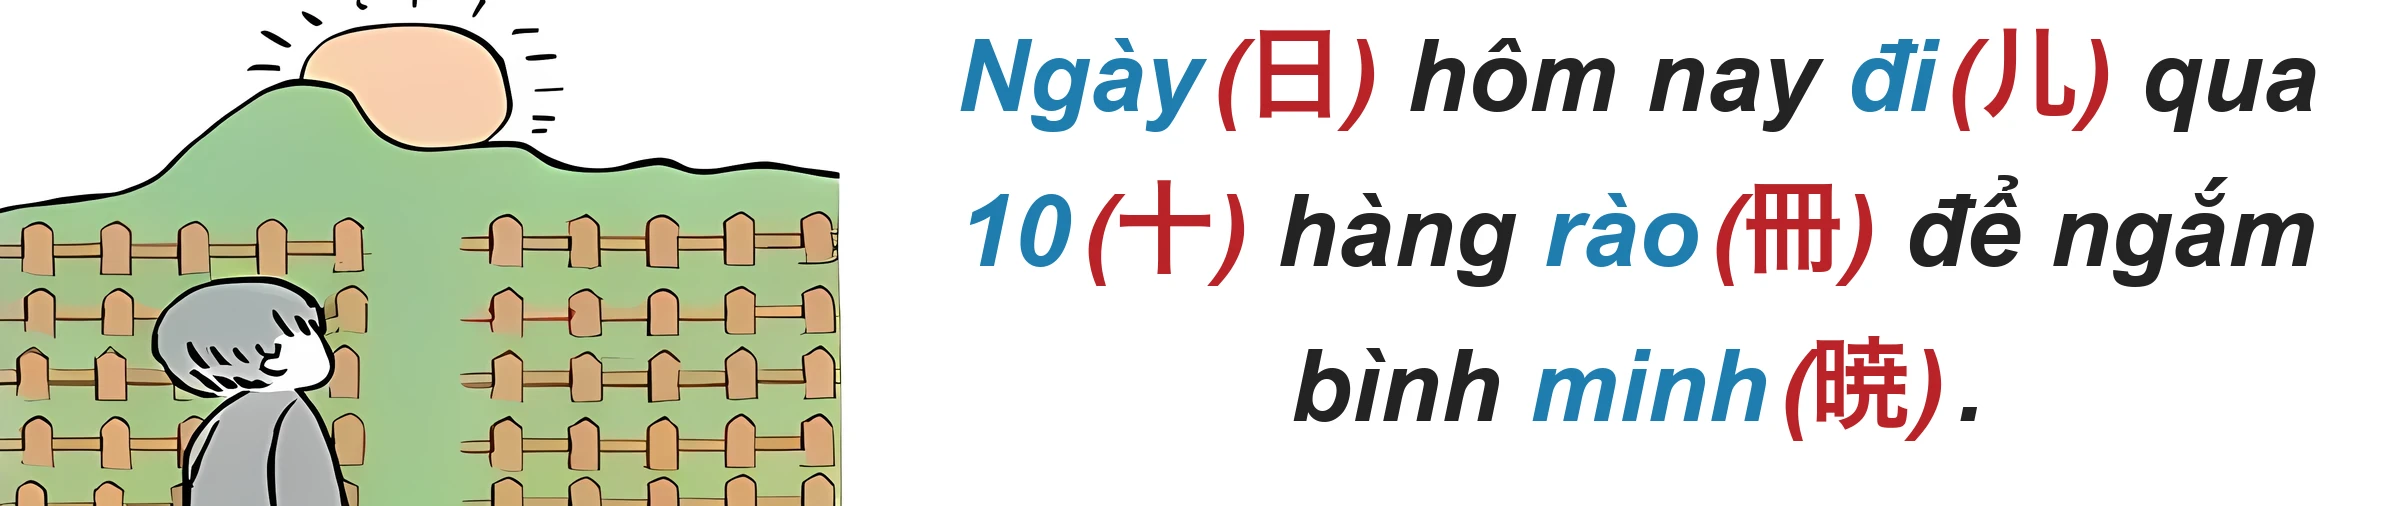 Ngày(日) hôm nay đi(儿) qua
10(十) hàng rào(冊) để ngắm
bình minh(暁).